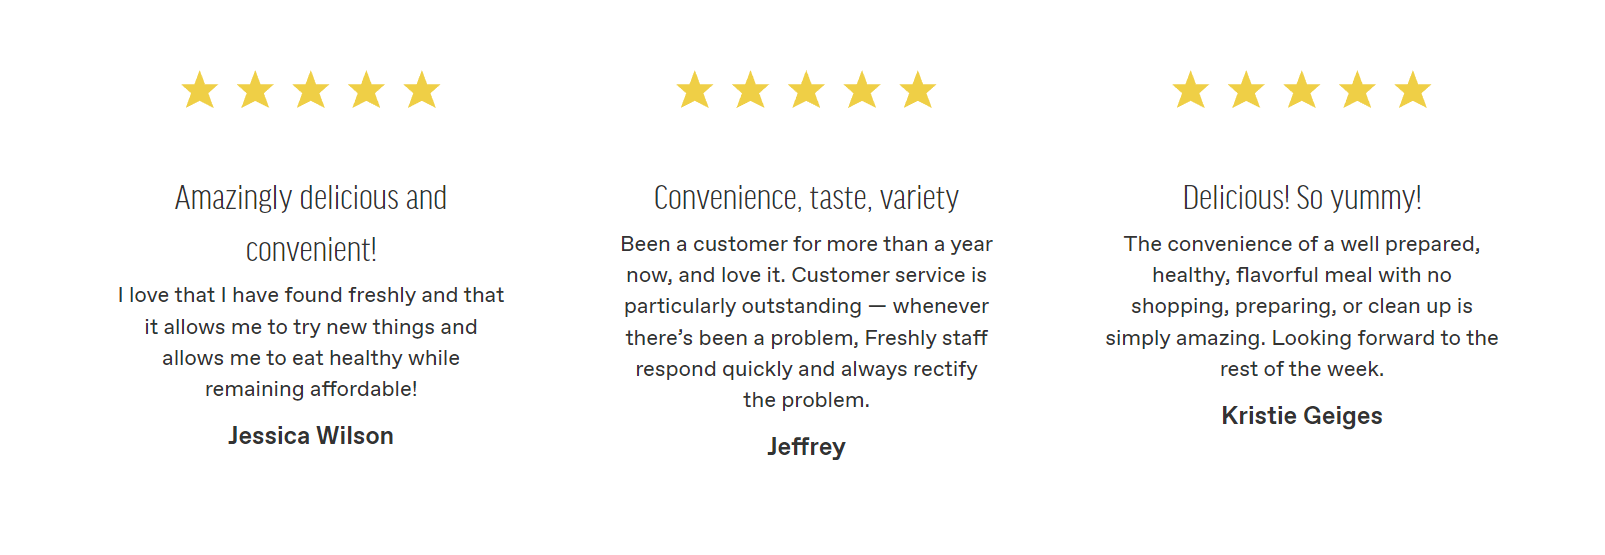 Amazingly delicious and
convenient!
I love that I have found freshly and that
it allows me to try new things and
allows me to eat healthy while
remaining affordable!
Jessica Wilson
Convenience, taste, variety
Been a customer for more than a year
now, and love it. Customer service is
particularly outstanding — whenever
there’s been a problem, Freshly staff
respond quickly and always rectify
the problem.
Jeffrey
Delicious! So yummy!
The convenience of a well prepared,
healthy, flavorful meal with no
shopping, preparing, or clean up is
simply amazing. Looking forward to the
rest of the week.
Kristie Geiges